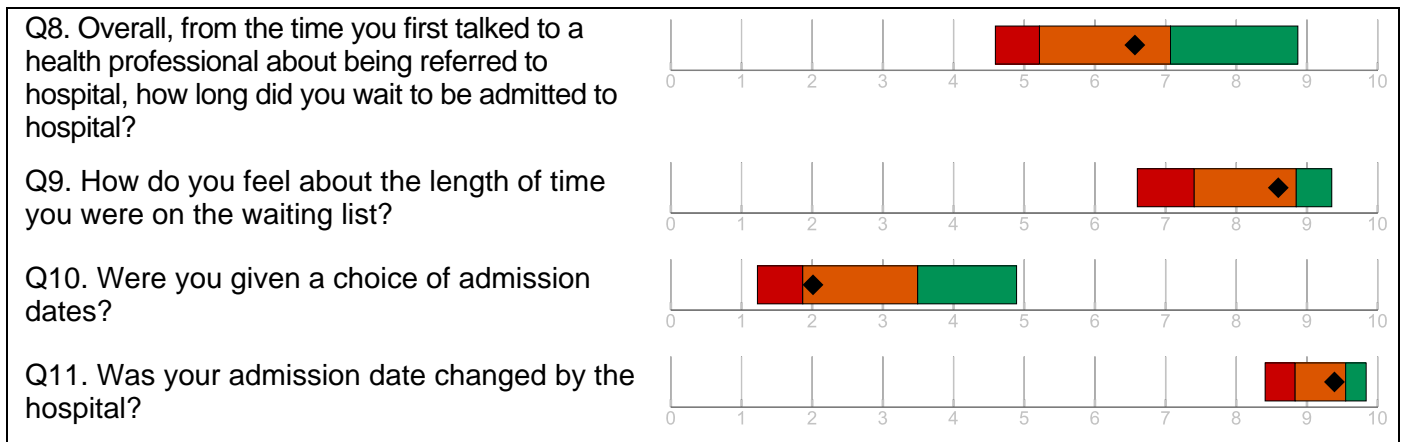 Q8. Overall, from the time you first talked to a
health professional about being referred to
hospital, how long did you wait to be admitted to
hospital?
0 1 2 3 4 5 6 7 8 9 10
Q9. How do you feel about the length of time
you were on the waiting list?
0 1 2 3 4 5 6 7 8 9 10
Q10. Were you given a choice of admission
dates?
0 1 2 3 4 5 6 7 8 9 10
Q11. Was your admission date changed by the
hospital?
0 1 2 3 4 5 6 7 8 9 10